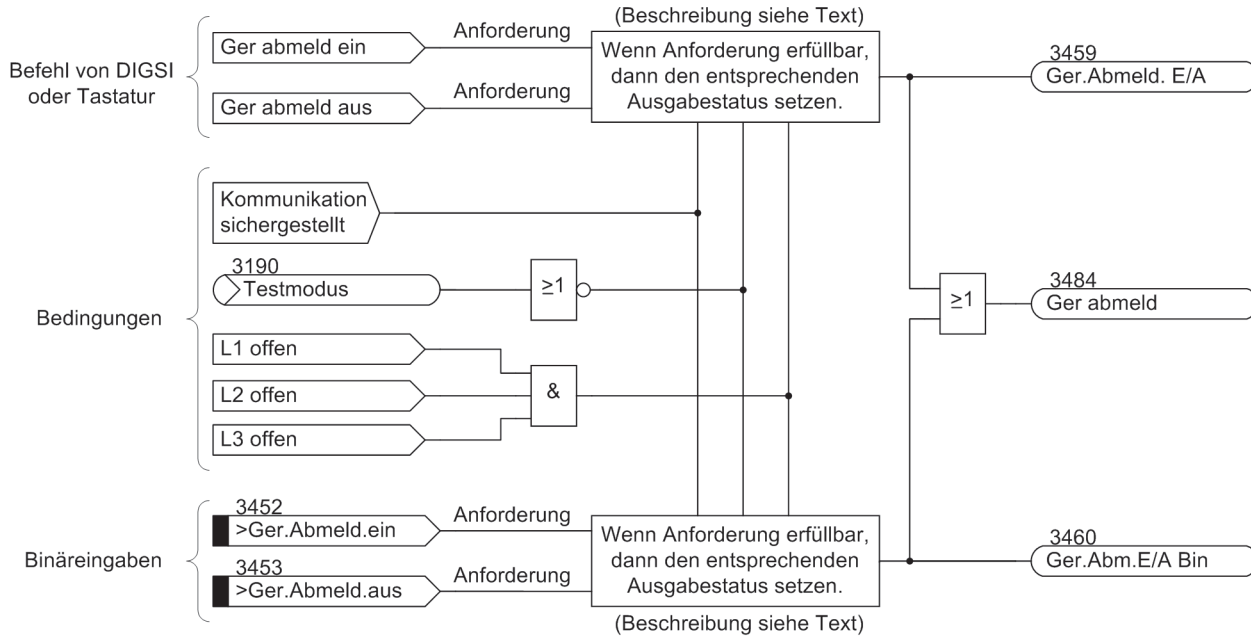 (Beschreibung siehe Text)
Befehl von DIGSI
oder Tastatur
Ger abmeld ein
Anforderung
Ger abmeld aus
Anforderung
Wenn Anforderung erfüllbar,
dann den entsprechenden
Ausgabestatus setzen.
3459
Ger.Abmeld. E/A
Bedingungen
Kommunikation
sichergestellt
3190
Testmodus
≥1
L1 offen
L2 offen
L3 offen
&
≥1
3484
Ger abmeld
Binäreingaben
3452
>Ger.Abmeld.ein
Anforderung
3453
>Ger.Abmeld.aus
Anforderung
Wenn Anforderung erfüllbar,
dann den entsprechenden
Ausgabestatus setzen.
(Beschreibung siehe Text)
3460
Ger.Abm.E/A Bin